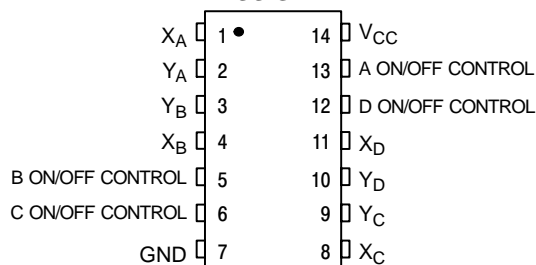 X_A 1 14 V_CC
Y_A 2 13 A ON/OFF CONTROL
Y_B 3 12 D ON/OFF CONTROL
X_B 4 11 X_D
B ON/OFF CONTROL 5 10 Y_D
C ON/OFF CONTROL 6 9 Y_C
GND 7 8 X_C